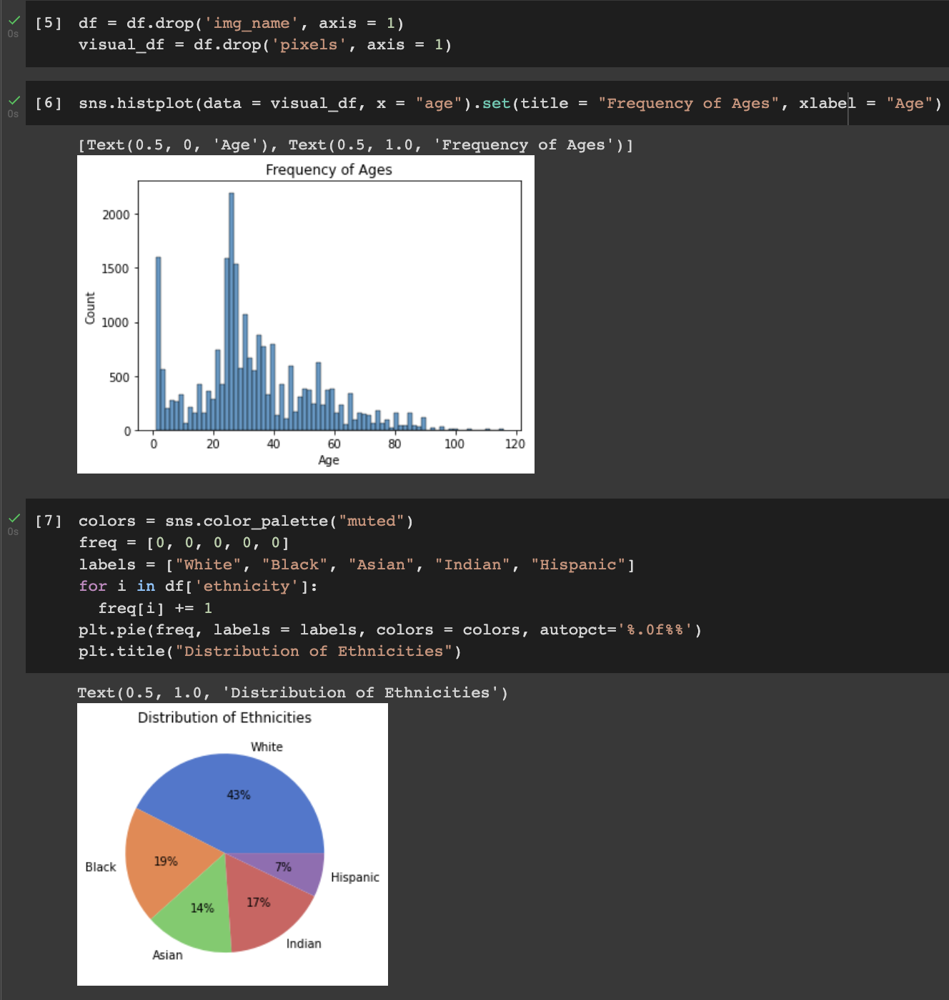 [5] df = df.drop('img_name', axis = 1)
0s
visual_df = df.drop('pixels', axis = 1)
[6] sns.histplot(data = visual_df, x = "age").set(title = "Frequency of Ages", xlabel = "Age")
0s
[Text(0.5, 0, 'Age'), Text(0.5, 1.0, 'Frequency of Ages')]
Frequency of Ages
2000
1500
1000
500
0
Count
0 20 40 60 80 100 120
Age
[7] colors = sns.color_palette("muted")
0s
freq = [0, 0, 0, 0, 0]
labels = ["White", "Black", "Asian", "Indian", "Hispanic"]
for i in df['ethnicity']:
freq[i] += 1
plt.pie(freq, labels = labels, colors = colors, autopct='%.0f%%')
plt.title("Distribution of Ethnicities")
Text(0.5, 1.0, 'Distribution of Ethnicities')
Distribution of Ethnicities
White
43%
Black
19%
7%
Hispanic
14%
17%
Indian
Asian